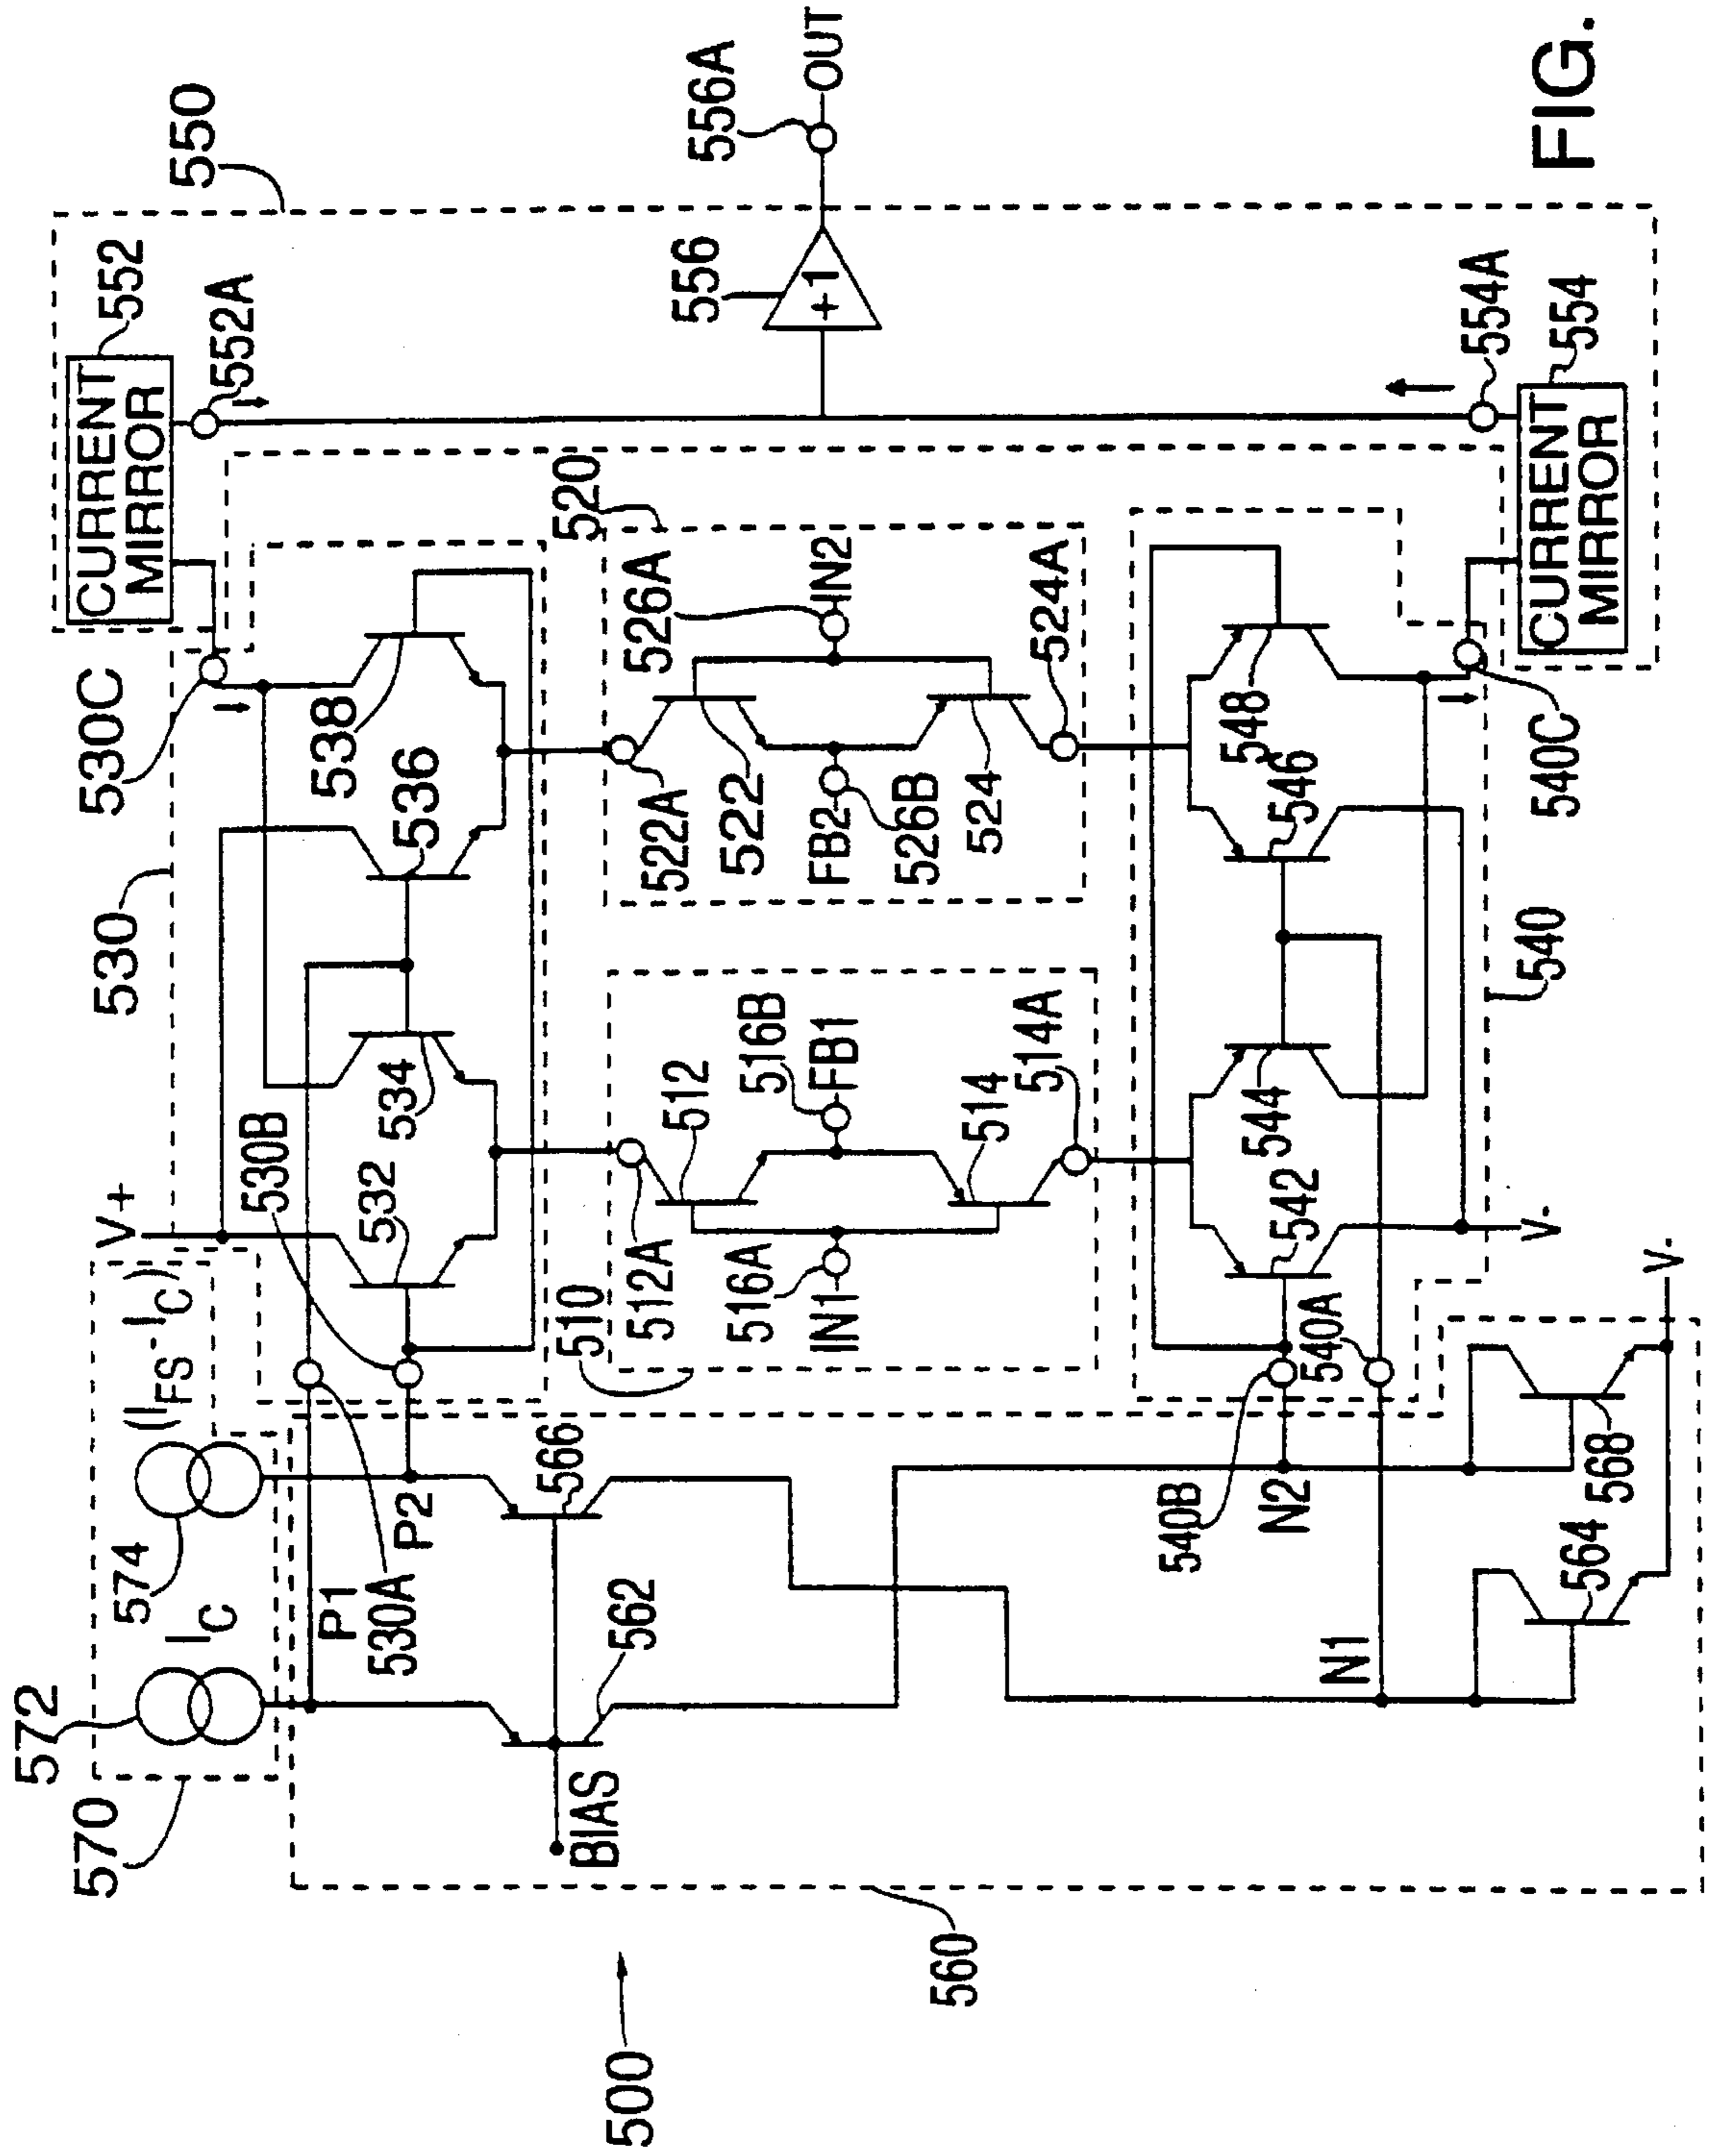 550
CURRENT
MIRROR
552
552A
556
+1
556A
OUT
554A
CURRENT
MIRROR
554
530C
538
536
520
526A
IN2
524A
522A
522
FB2
526B
524
548
546
540C
530
V+
530B
532
534
512
516B
FB1
514
514A
510
512A
516A
IN1
542
544
540A
V-
540
(IFS-IC)
574
572
IC
570
P1
530A
P2
566
562
BIAS
540B
N2
N1
564
568
V-
560
500
FIG.